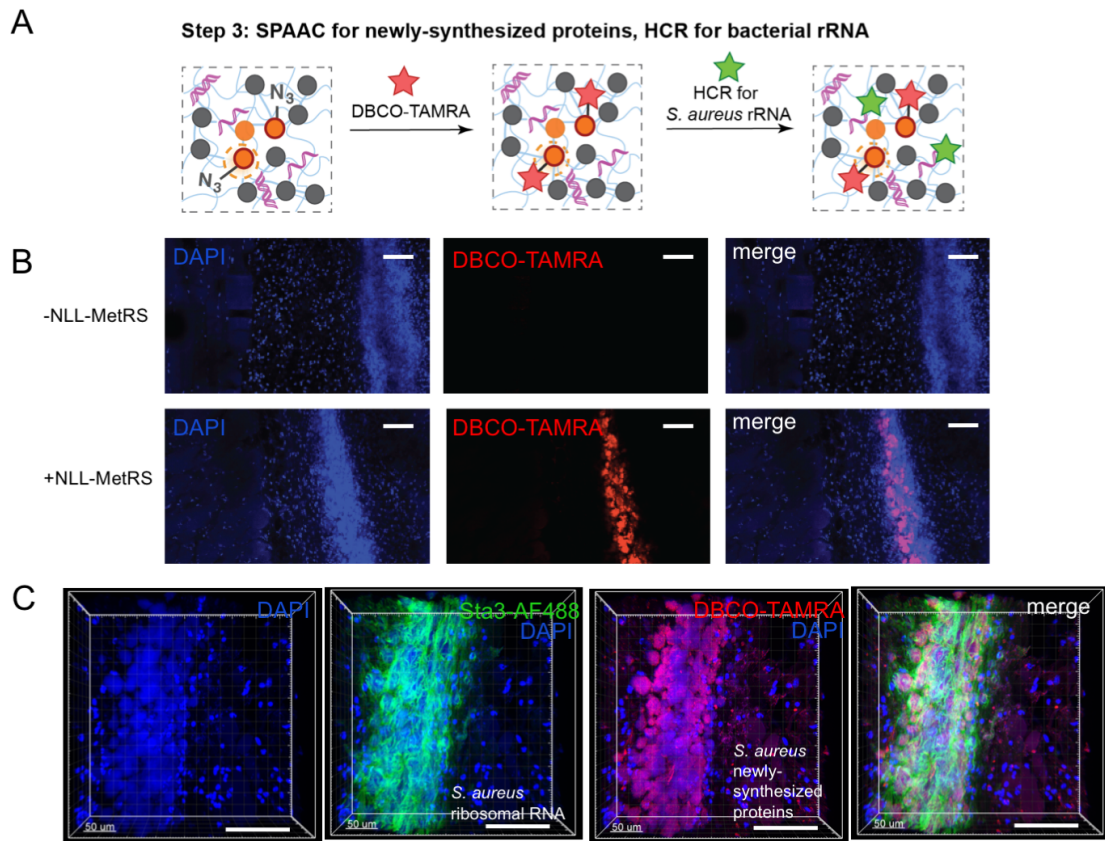 A
Step 3: SPAAC for newly-synthesized proteins, HCR for bacterial rRNA
N3
N3
DBCO-TAMRA
HCR for
S. aureus rRNA
B
-NLL-MetRS
DAPI
DBCO-TAMRA
merge
+NLL-MetRS
DAPI
DBCO-TAMRA
merge
C
DAPI
50 um
Sta3-AF488
DAPI
S. aureus
ribosomal RNA
DBCO-TAMRA
DAPI
S. aureus
newly-
synthesized
proteins
50 um
merge
50 um